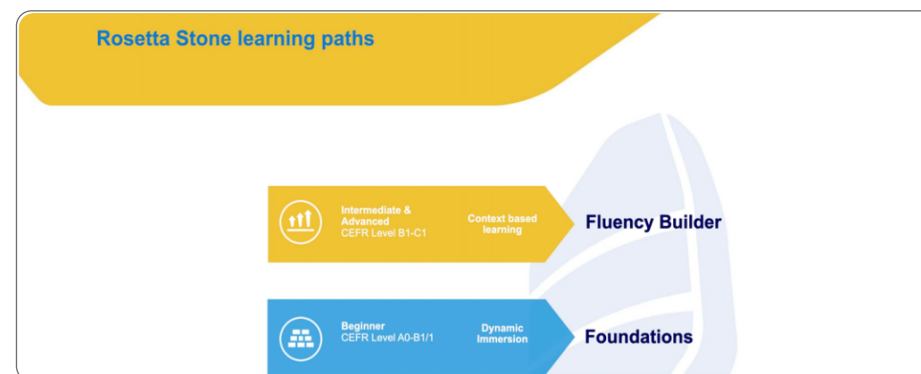 Rosetta Stone learning paths
Intermediate &
Advanced
CEFR Level B1-C1
Context based
learning
Fluency Builder
Beginner
CEFR Level A0-B1/1
Dynamic
Immersion
Foundations